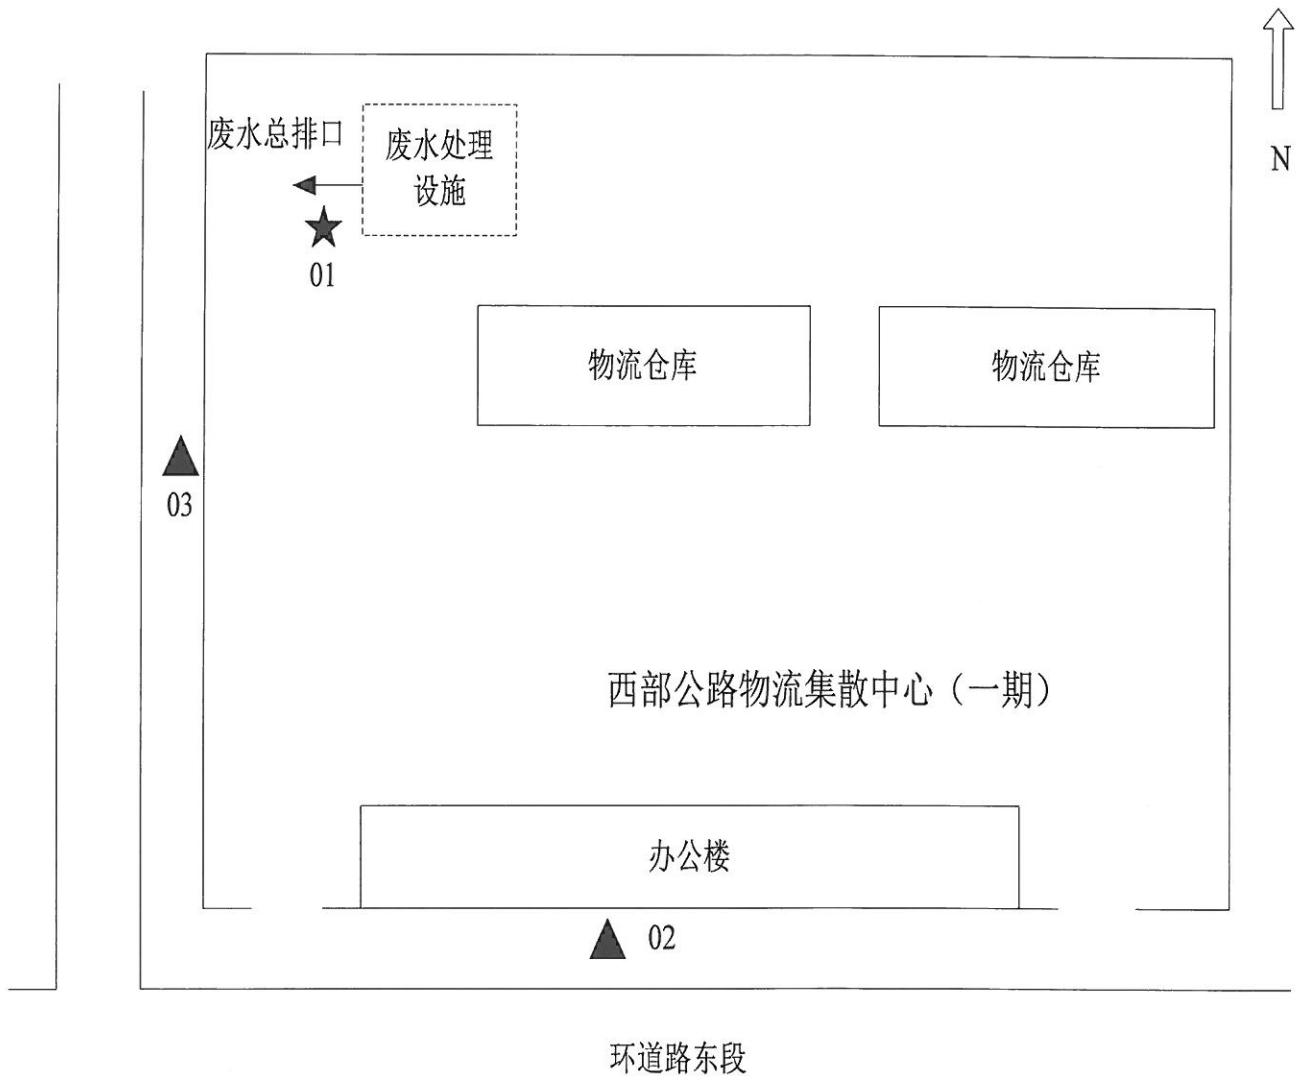 N
废水总排口
废水处理
设施
01
物流仓库
物流仓库
03
西部公路物流集散中心（一期）
办公楼
02
环道路东段